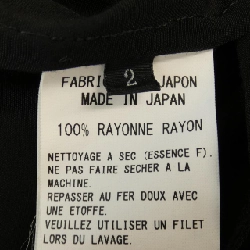 2
FABRI JAPON
MADE IN JAPAN
100% RAYONNE RAYON
NETTOYAGE A SEC (ESSENCE F).
NE PAS FAIRE SECHER A LA
MACHINE.
REPASSER AU FER DOUX AVEC
UNE ETOFFE.
VEUILLEZ UTILISER UN FILET
LORS DU LAVAGE.